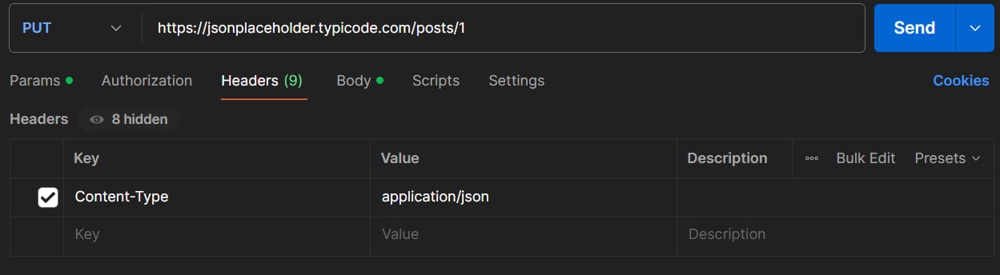 PUT https://jsonplaceholder.typicode.com/posts/1 Send
Params Authorization Headers (9) Body Scripts Settings Cookies
Headers 8 hidden
Key Value Description Bulk Edit Presets
Content-Type application/json
Key Value Description